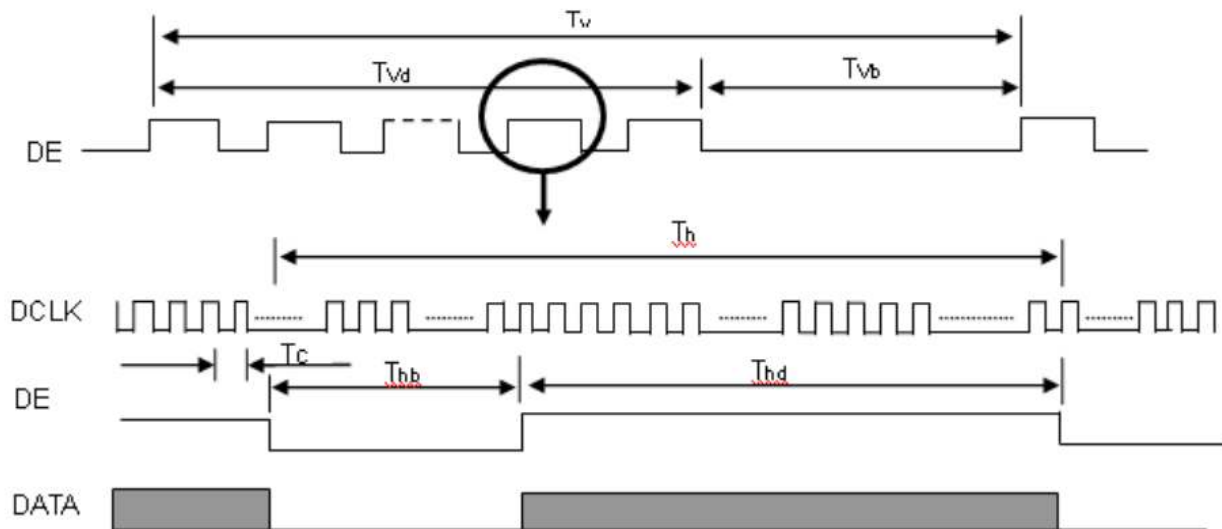 Tv
Tvd
Tvb
DE
Th
DCLK
Tc
Thb
Thd
DE
DATA